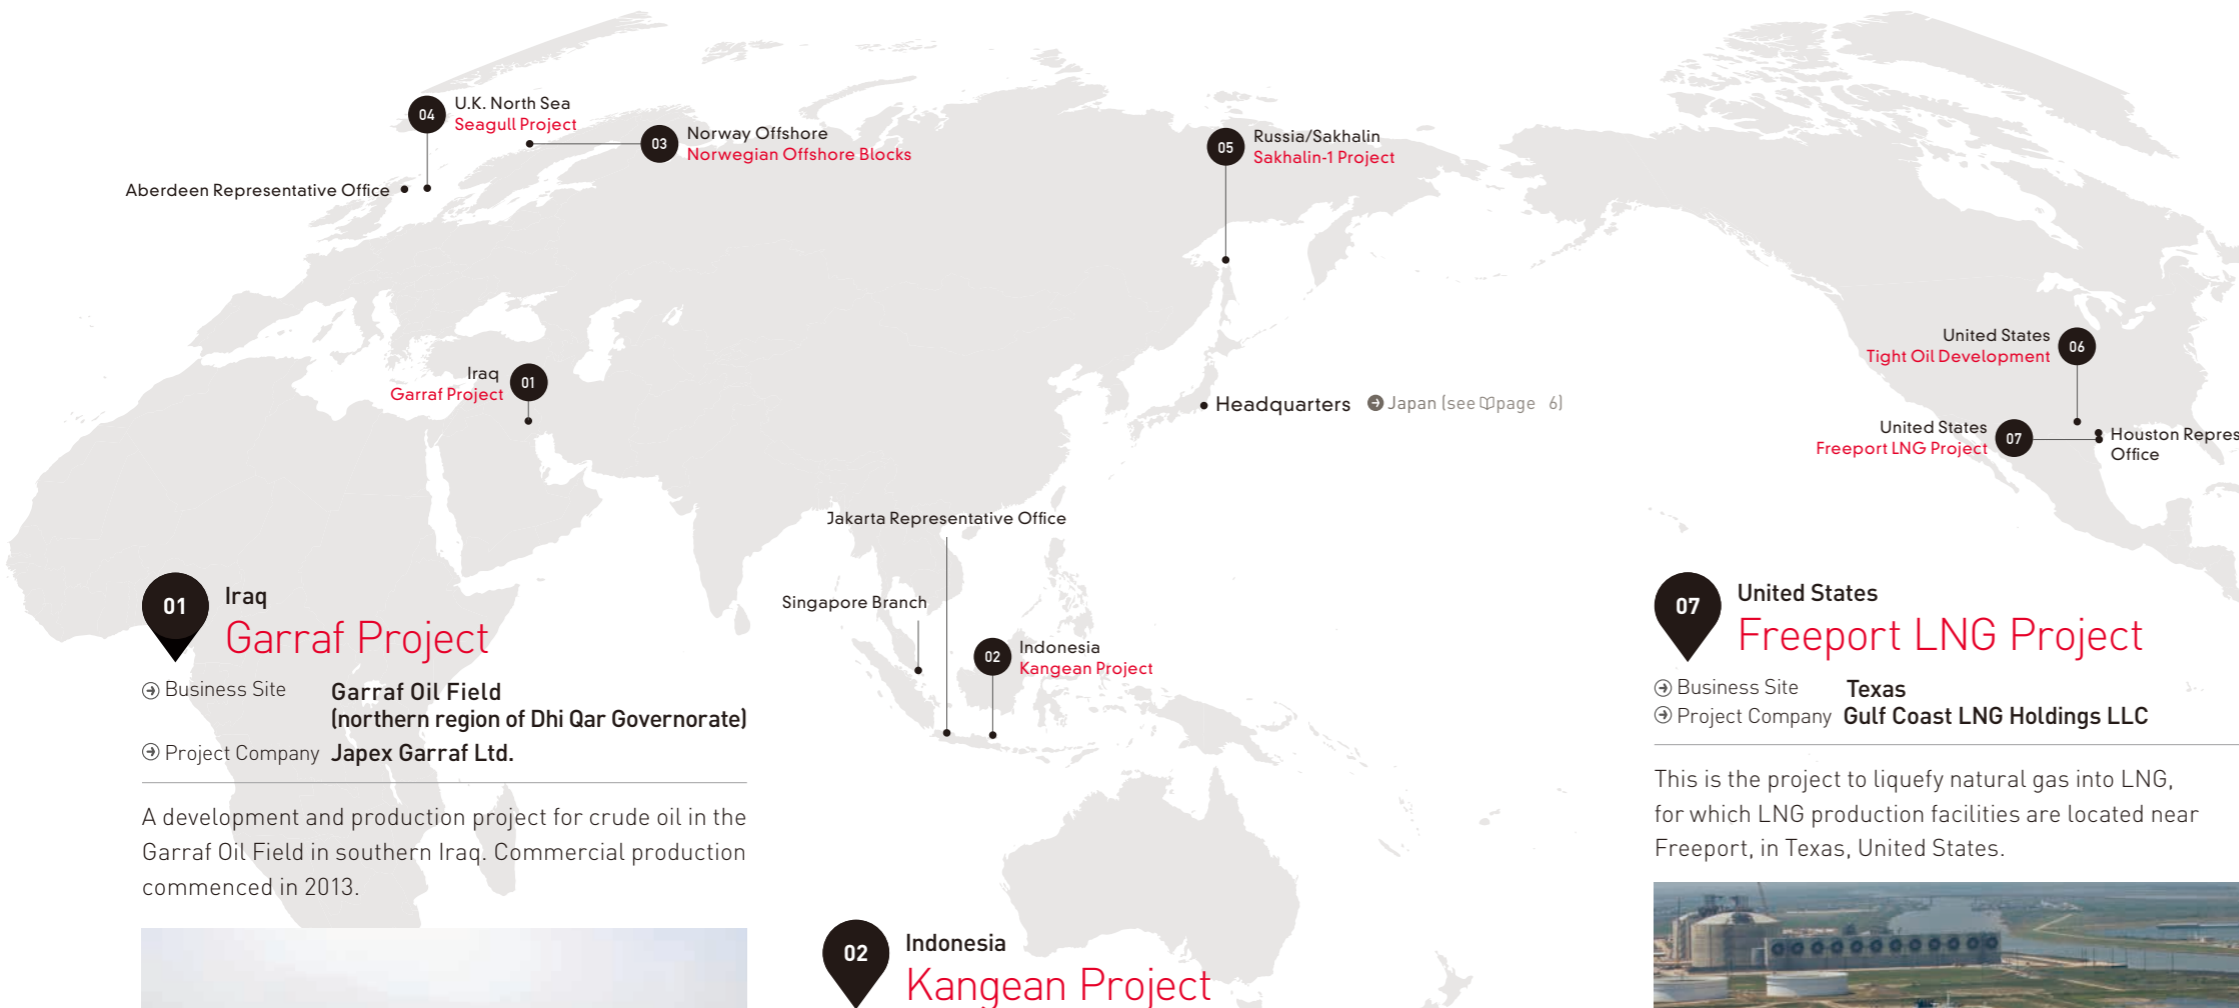 04
U.K. North Sea
Seagull Project
03
Norway Offshore
Norwegian Offshore Blocks
Aberdeen Representative Office
05
Russia/Sakhalin
Sakhalin-1 Project
Iraq
Garraf Project
01
Headquarters
Japan (see page 6)
United States
Tight Oil Development
06
United States
Freeport LNG Project
07
Houston Repres
Office
Jakarta Representative Office
Singapore Branch
02
Indonesia
Kangean Project
01
Iraq
Garraf Project
Business Site Garraf Oil Field
(northern region of Dhi Qar Governorate)
Project Company Japex Garraf Ltd.
A development and production project for crude oil in the
Garraf Oil Field in southern Iraq. Commercial production
commenced in 2013.
02
Indonesia
Kangean Project
07
United States
Freeport LNG Project
Business Site Texas
Project Company Gulf Coast LNG Holdings LLC
This is the project to liquefy natural gas into LNG,
for which LNG production facilities are located near
Freeport, in Texas, United States.